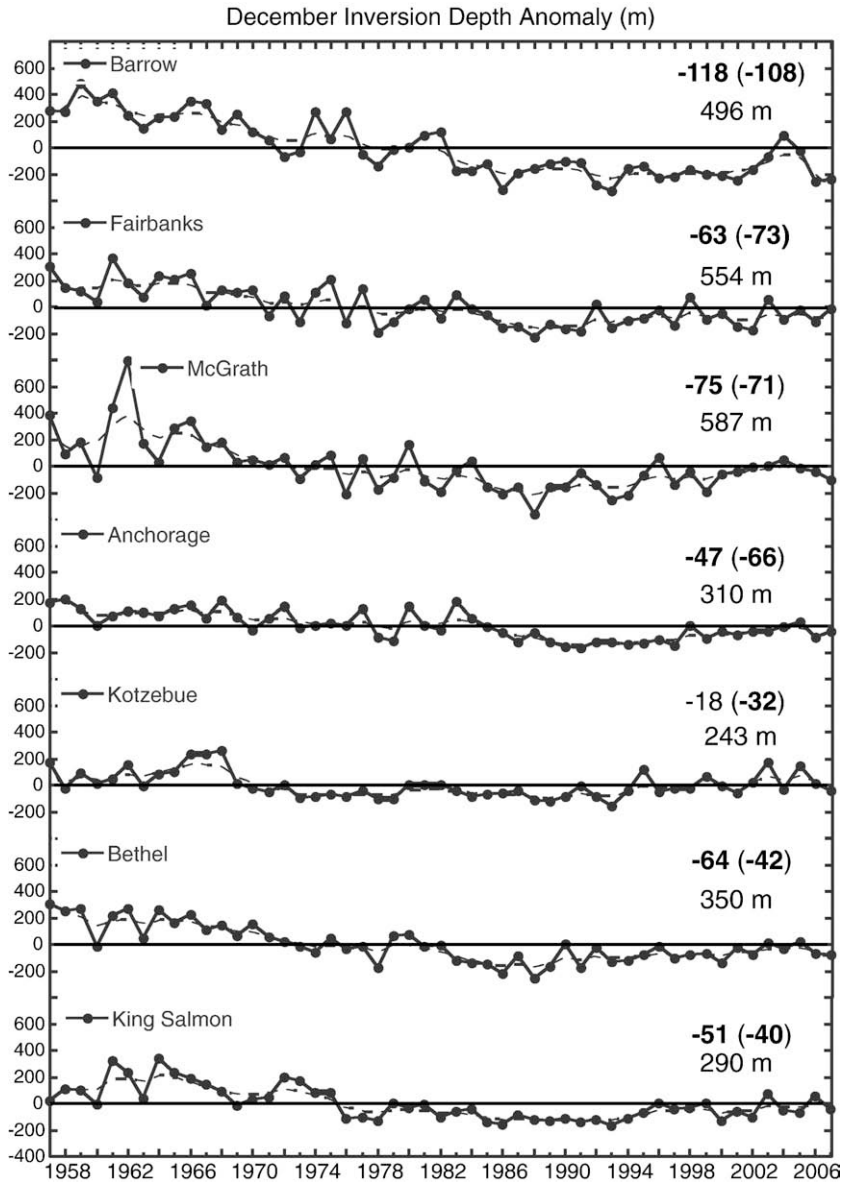 December Inversion Depth Anomaly (m)
600
400
200
0
-200
Barrow
-118 (-108)
496 m
600
400
200
0
-200
Fairbanks
-63 (-73)
554 m
600
400
200
0
-200
McGrath
-75 (-71)
587 m
600
400
200
0
-200
Anchorage
-47 (-66)
310 m
600
400
200
0
-200
Kotzebue
-18 (-32)
243 m
600
400
200
0
-200
Bethel
-64 (-42)
350 m
600
400
200
0
-200
-400
King Salmon
-51 (-40)
290 m
1958 1962 1966 1970 1974 1978 1982 1986 1990 1994 1998 2002 2006